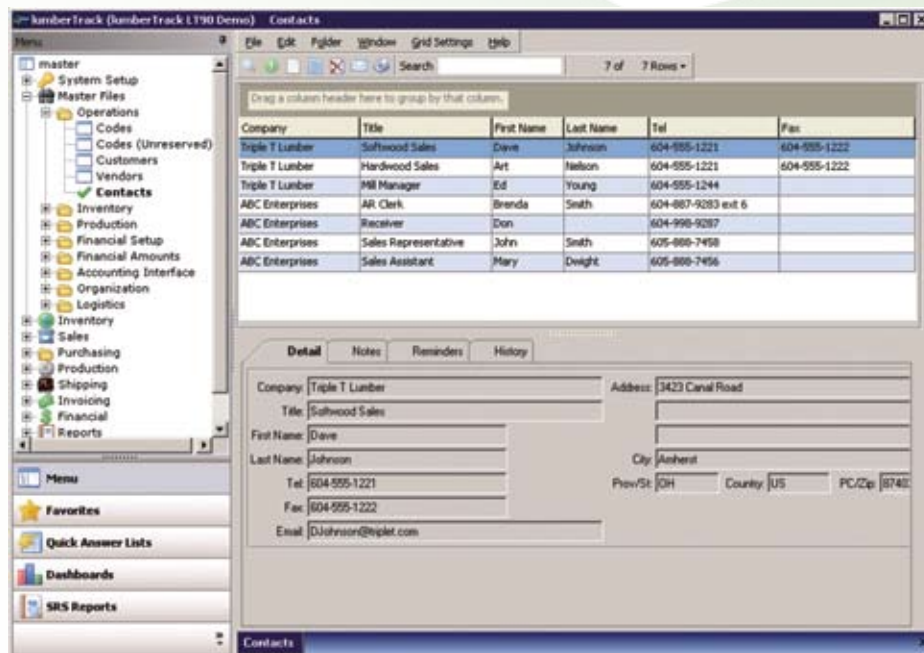 lumberTrack (lumberTrack LT90 Demo) Contacts
Menu
master
System Setup
Master Files
Operations
Codes
Codes (Unreserved)
Customers
Vendors
Contacts
Inventory
Production
Financial Setup
Financial Amounts
Accounting Interface
Organization
Logistics
Inventory
Sales
Purchasing
Production
Shipping
Invoicing
Financial
Reports
Menu
Favorites
Quick Answer Lists
Dashboards
SRS Reports
File Edit Folder Window Grid Settings Help
Search 7 of 7 Rows
Drag a column header here to group by that column.
Company Title First Name Last Name Tel Fax
Triple T Lumber Softwood Sales Dave Johnson 604-555-1221 604-555-1222
Triple T Lumber Hardwood Sales Art Nelson 604-555-1221 604-555-1222
Triple T Lumber Mill Manager Ed Young 604-555-1244
ABC Enterprises AR Clerk Brenda Smith 604-887-9283 ext 6
ABC Enterprises Receiver Don 604-998-9287
ABC Enterprises Sales Representative John Smith 605-888-7458
ABC Enterprises Sales Assistant Mary Dwight 605-888-7456
Detail Notes Reminders History
Company: Triple T Lumber Address: 3423 Canal Road
Title: Softwood Sales
First Name: Dave
Last Name: Johnson City: Amherst
Tel: 604-555-1221 Prov/St: OH Country: US PC/Zip:
Fax: 604-555-1222
Email: DJohnson@triplet.com
Contacts